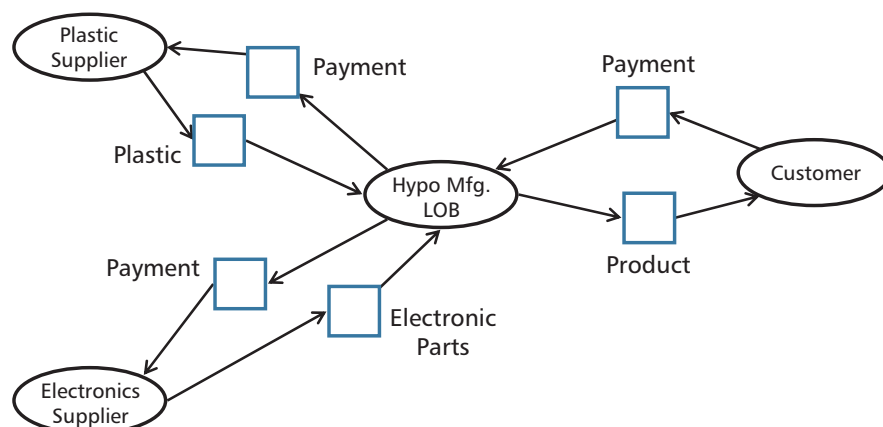 Plastic
Supplier
Payment
Payment
Plastic
Hypo Mfg.
LOB
Customer
Payment
Product
Electronic
Parts
Electronics
Supplier